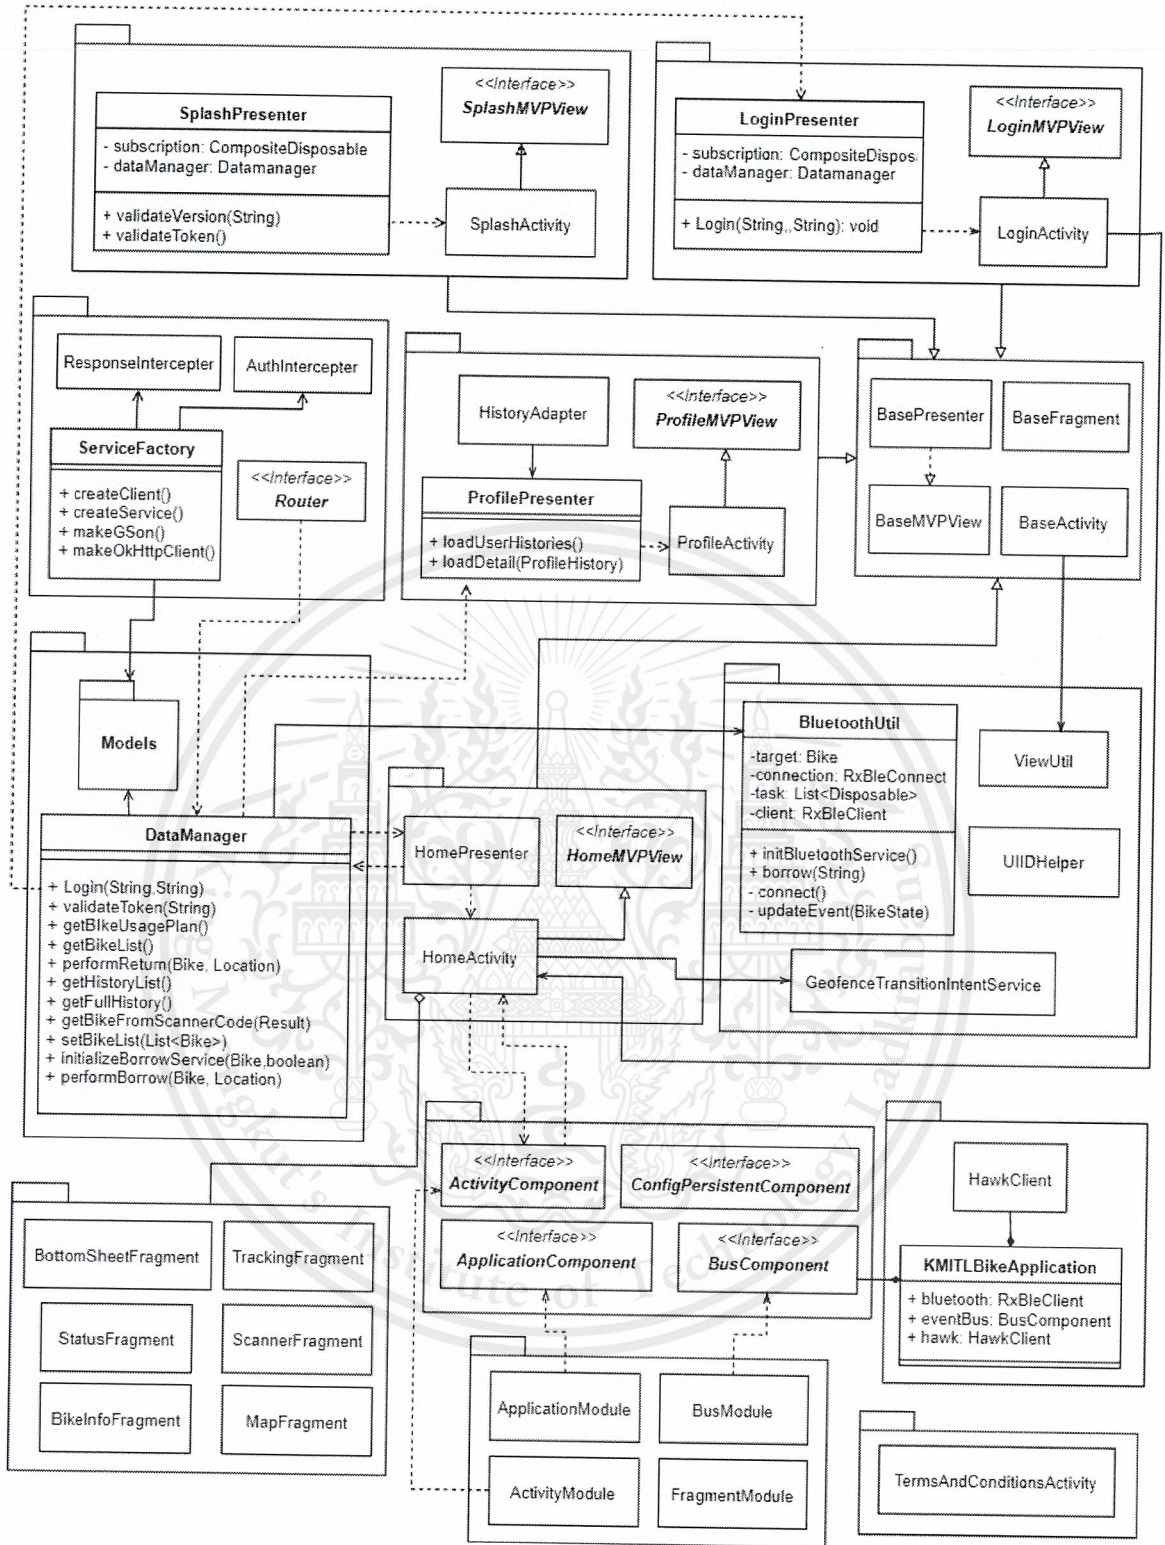 <<Interface>>
SplashMVPView
SplashPresenter
- subscription: CompositeDisposable
- dataManager: Datamanager
+ validateVersion(String)
+ validateToken()
SplashActivity
<<Interface>>
LoginMVPView
LoginPresenter
- subscription: CompositeDispos
- dataManager: Datamanager
+ Login(String,,String): void
LoginActivity
ResponseIntercepter
AuthIntercepter
ServiceFactory
+ createClient()
+ createService()
+ makeGSon()
+ makeOkHttpClient()
<<Interface>>
Router
HistoryAdapter
<<Interface>>
ProfileMVPView
ProfilePresenter
+ loadUserHistories()
+ loadDetail(ProfileHistory)
ProfileActivity
BasePresenter
BaseFragment
BaseMVPView
BaseActivity
Models
DataManager
+ Login(String,String)
+ validateToken(String)
+ getBIkeUsagePlan()
+ getBikeList()
+ performReturn(Bike, Location)
+ getHistoryList()
+ getFullHistory()
+ getBikeFromScannerCode(Result)
+ setBikeList(List<Bike>)
+ initializeBorrowService(Bike,boolean)
+ performBorrow(Bike, Location)
HomePresenter
<<Interface>>
HomeMVPView
HomeActivity
BluetoothUtil
-target: Bike
-connection: RxBleConnect
-task: List<Disposable>
-client: RxBleClient
+ initBluetoothService()
+ borrow(String)
- connect()
- updateEvent(BikeState)
ViewUtil
UIIDHelper
GeofenceTransitionIntentService
<<Interface>>
ActivityComponent
<<Interface>>
ConfigPersistentComponent
<<Interface>>
ApplicationComponent
<<Interface>>
BusComponent
HawkClient
KMITLBikeApplication
+ bluetooth: RxBleClient
+ eventBus: BusComponent
+ hawk: HawkClient
BottomSheetFragment
TrackingFragment
StatusFragment
ScannerFragment
BikeInfoFragment
MapFragment
ApplicationModule
BusModule
ActivityModule
FragmentModule
TermsAndConditionsActivity
King Mongkut's Institute of Technology Ladkrabang